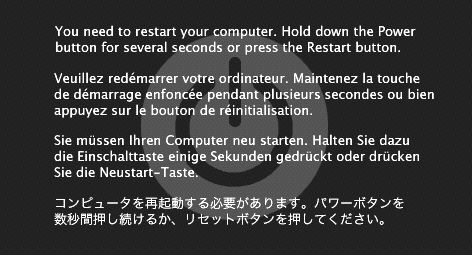 You need to restart your computer. Hold down the Power
button for several seconds or press the Restart button.
Veuillez redémarrer votre ordinateur. Maintenez la touche
de démarrage enfoncée pendant plusieurs secondes ou bien
appuyez sur le bouton de réinitialisation.
Sie müssen Ihren Computer neu starten. Halten Sie dazu
die Einschalttaste einige Sekunden gedrückt oder drücken
Sie die Neustart-Taste.
コンピュータを再起動する必要があります。パワーボタンを
数秒間押し続けるか、リセットボタンを押してください。